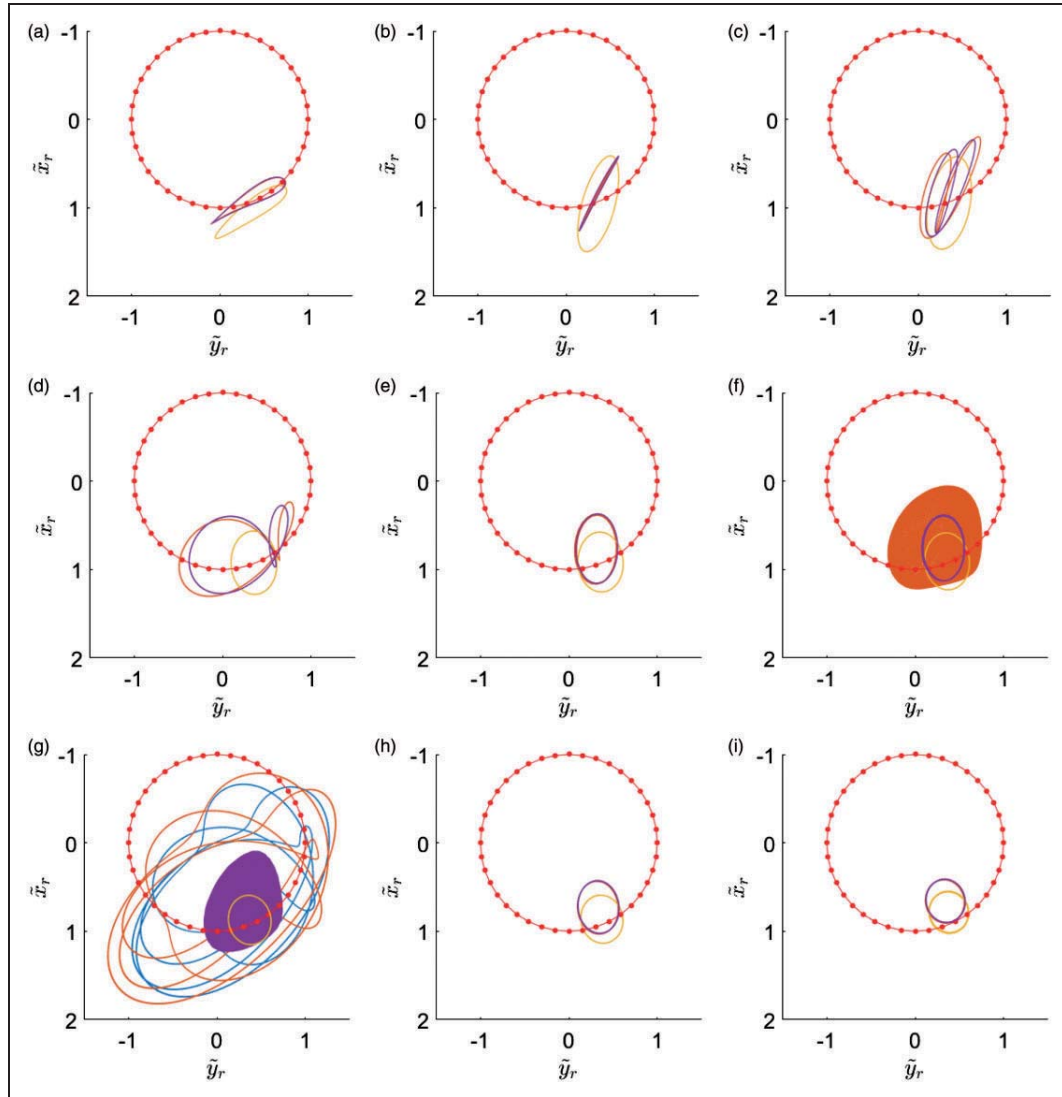 (a) (b) (c)
-1 -1 -1
0 0 0
x̃ᵣ x̃ᵣ x̃ᵣ
1 1 1
2 2 2
-1 0 1 -1 0 1 -1 0 1
ỹᵣ ỹᵣ ỹᵣ
(d) (e) (f)
-1 -1 -1
0 0 0
x̃ᵣ x̃ᵣ x̃ᵣ
1 1 1
2 2 2
-1 0 1 -1 0 1 -1 0 1
ỹᵣ ỹᵣ ỹᵣ
(g) (h) (i)
-1 -1 -1
0 0 0
x̃ᵣ x̃ᵣ x̃ᵣ
1 1 1
2 2 2
-1 0 1 -1 0 1 -1 0 1
ỹᵣ ỹᵣ ỹᵣ